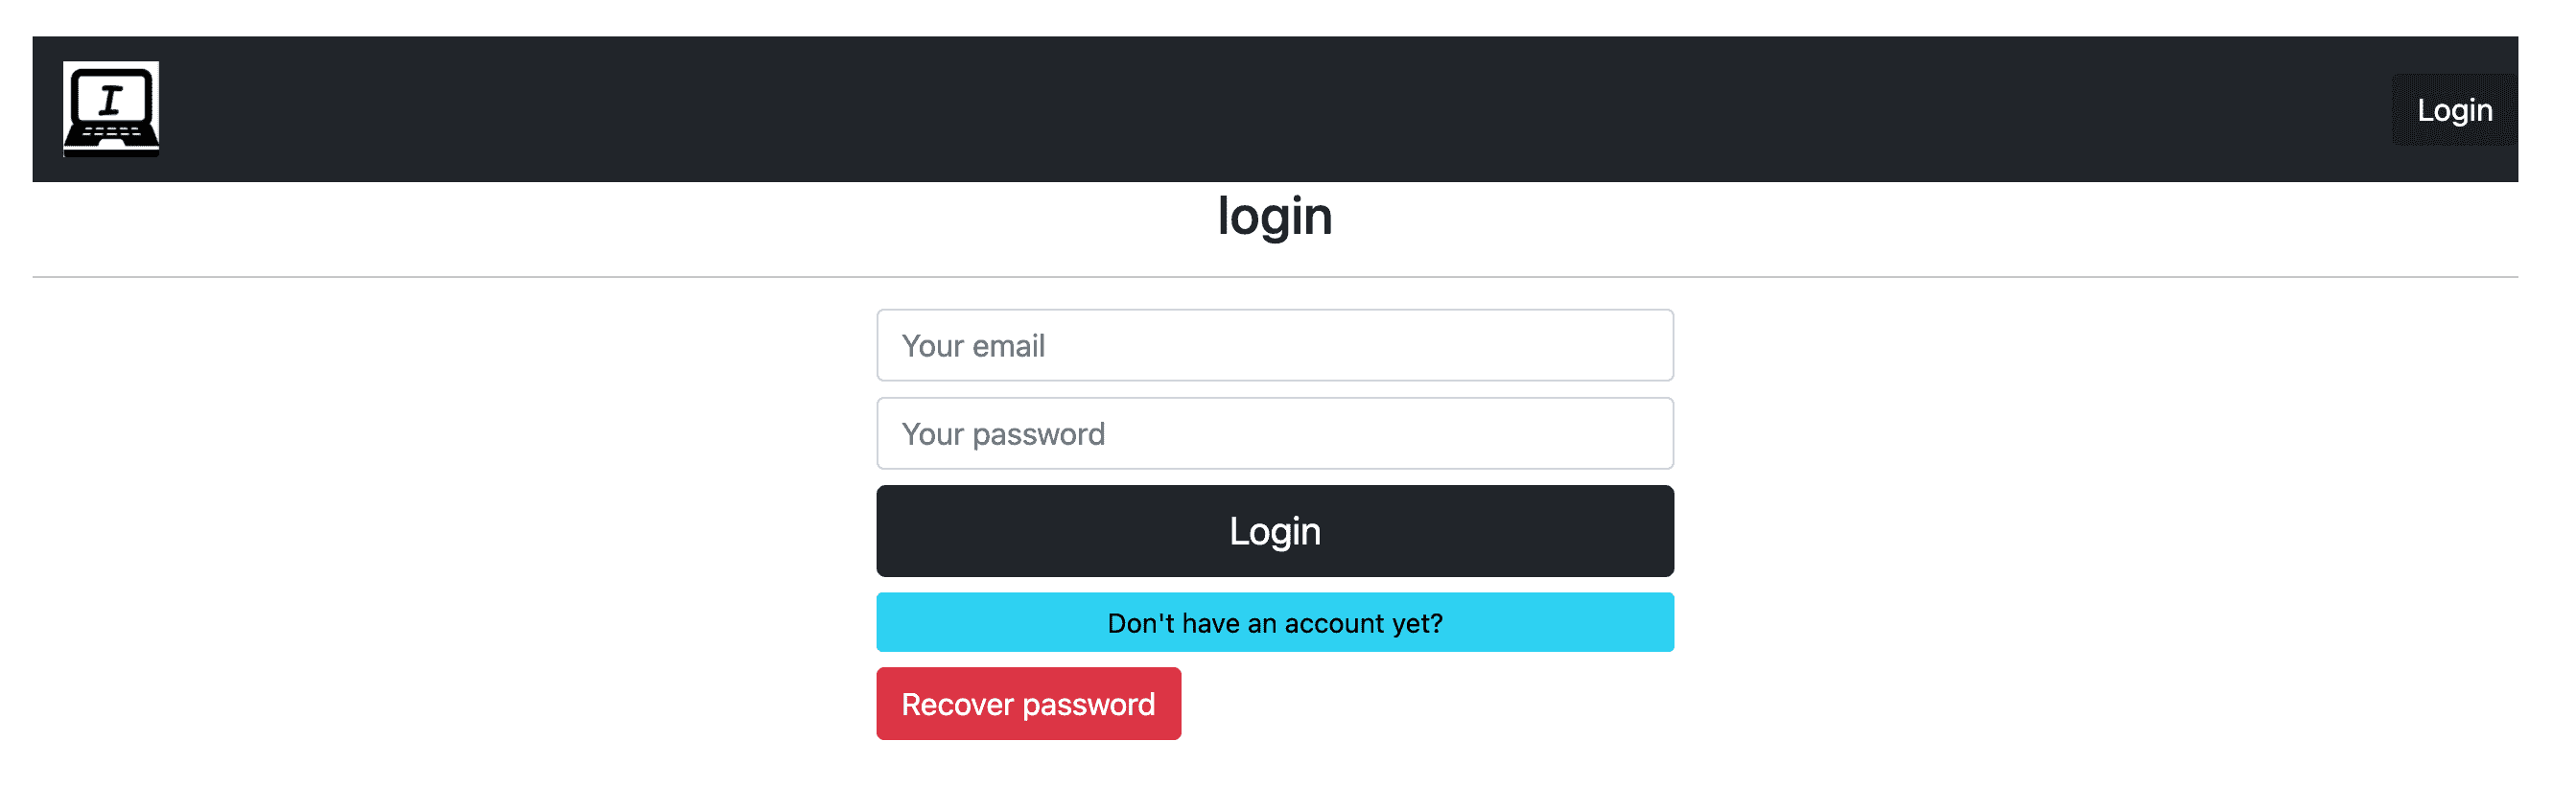 I
Login
login
Your email
Your password
Login
Don't have an account yet?
Recover password